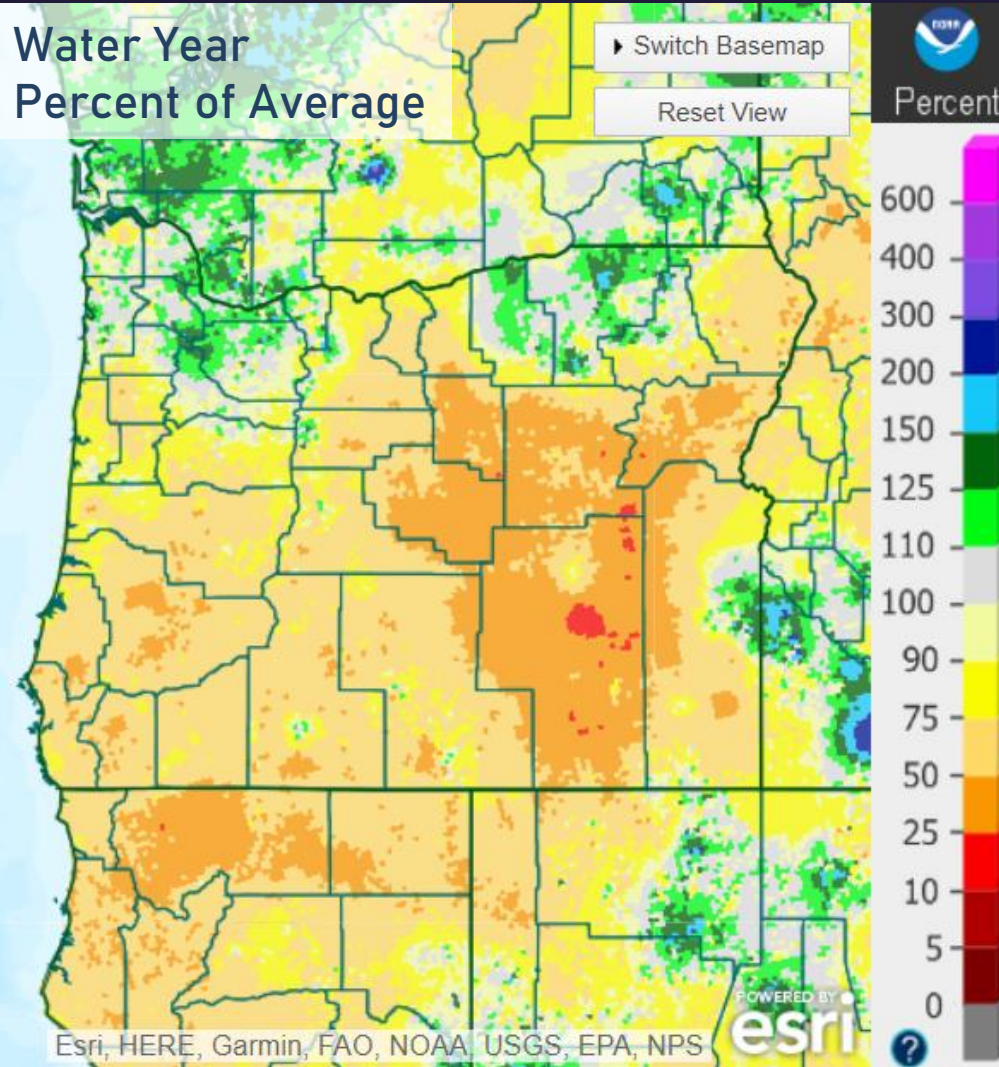 Water Year
Percent of Average
Switch Basemap
Reset View
NOAA
Percent
600
400
300
200
150
125
110
100
90
75
50
25
10
5
0
?
POWERED BY
esri
Esri, HERE, Garmin, FAO, NOAA, USGS, EPA, NPS